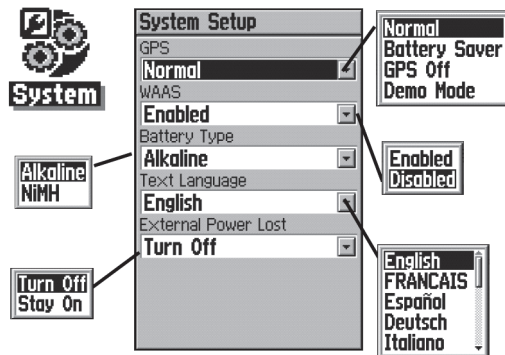 System
System Setup
GPS
Normal
WAAS
Enabled
Battery Type
Alkaline
Text Language
English
External Power Lost
Turn Off
Normal
Battery Saver
GPS Off
Demo Mode
Enabled
Disabled
Alkaline
NiMH
Turn Off
Stay On
English
FRANCAIS
Español
Deutsch
Italiano